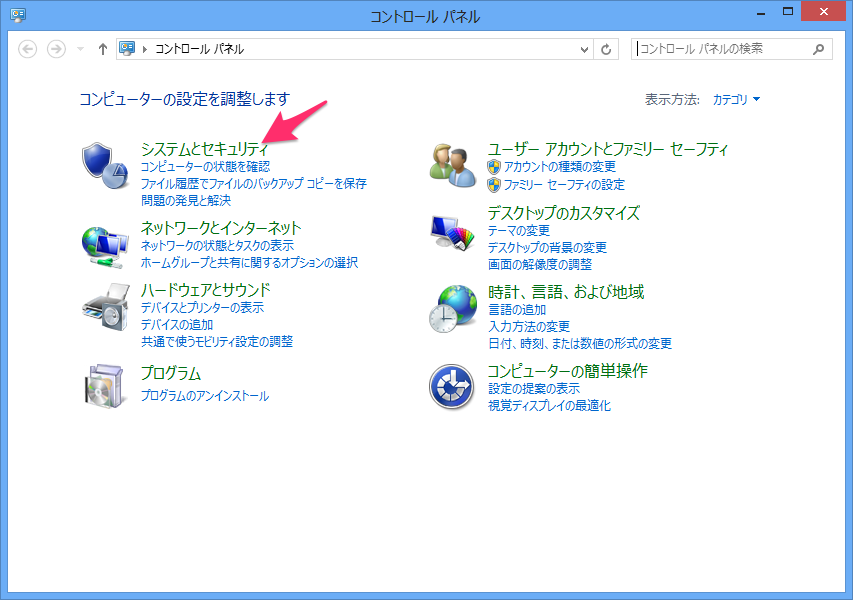 コントロール パネル
コントロール パネル
コントロール パネルの検索
コンピューターの設定を調整します
表示方法: カテゴリ
システムとセキュリティ
コンピューターの状態を確認
ファイル履歴でファイルのバックアップ コピーを保存
問題の発見と解決
ネットワークとインターネット
ネットワークの状態とタスクの表示
ホームグループと共有に関するオプションの選択
ハードウェアとサウンド
デバイスとプリンターの表示
デバイスの追加
共通で使うモビリティ設定の調整
プログラム
プログラムのアンインストール
ユーザー アカウントとファミリー セーフティ
アカウントの種類の変更
ファミリー セーフティの設定
デスクトップのカスタマイズ
テーマの変更
デスクトップの背景の変更
画面の解像度の調整
時計、言語、および地域
言語の追加
入力方法の変更
日付、時刻、または数値の形式の変更
コンピューターの簡単操作
設定の提案の表示
視覚ディスプレイの最適化